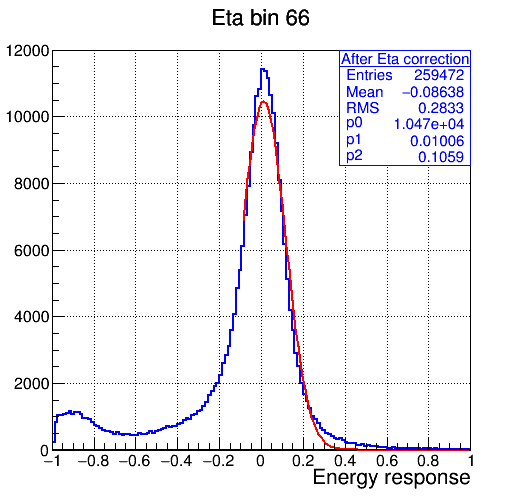 Eta bin 66
After Eta correction
Entries 259472
Mean −0.08638
RMS 0.2833
p0 1.047e+04
p1 0.01006
p2 0.1059
12000
10000
8000
6000
4000
2000
0
−1 −0.8 −0.6 −0.4 −0.2 0 0.2 0.4 0.6 0.8 1
Energy response